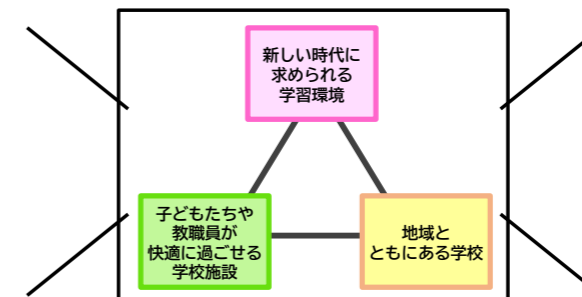 新しい時代に
求められる
学習環境
子どもたちや
教職員が
快適に過ごせる
学校施設
地域と
ともにある学校